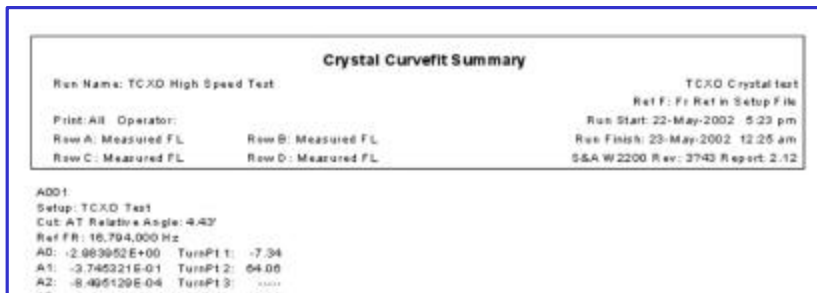 Crystal Curvefit Summary
Run Name: TCXO High Speed Test TCXO Crystal test
Ref F: Fr Ref in Setup File
Print: All Operator: Run Start: 22-May-2002 5:23 pm
Row A: Measured FL Row B: Measured FL Run Finish: 23-May-2002 12:25 am
Row C: Measured FL Row D: Measured FL S&A W2200 Rev: 3743 Report: 2.12
A001
Setup: TCXO Test
Cut: AT Relative Angle: 4.43'
Ref FR: 16,794,000 Hz
A0: -2.983952E+00 TurnPt 1: -7.34
A1: -3.745321E-01 TurnPt 2: 64.06
A2: -8.495129E-04 TurnPt 3: -----